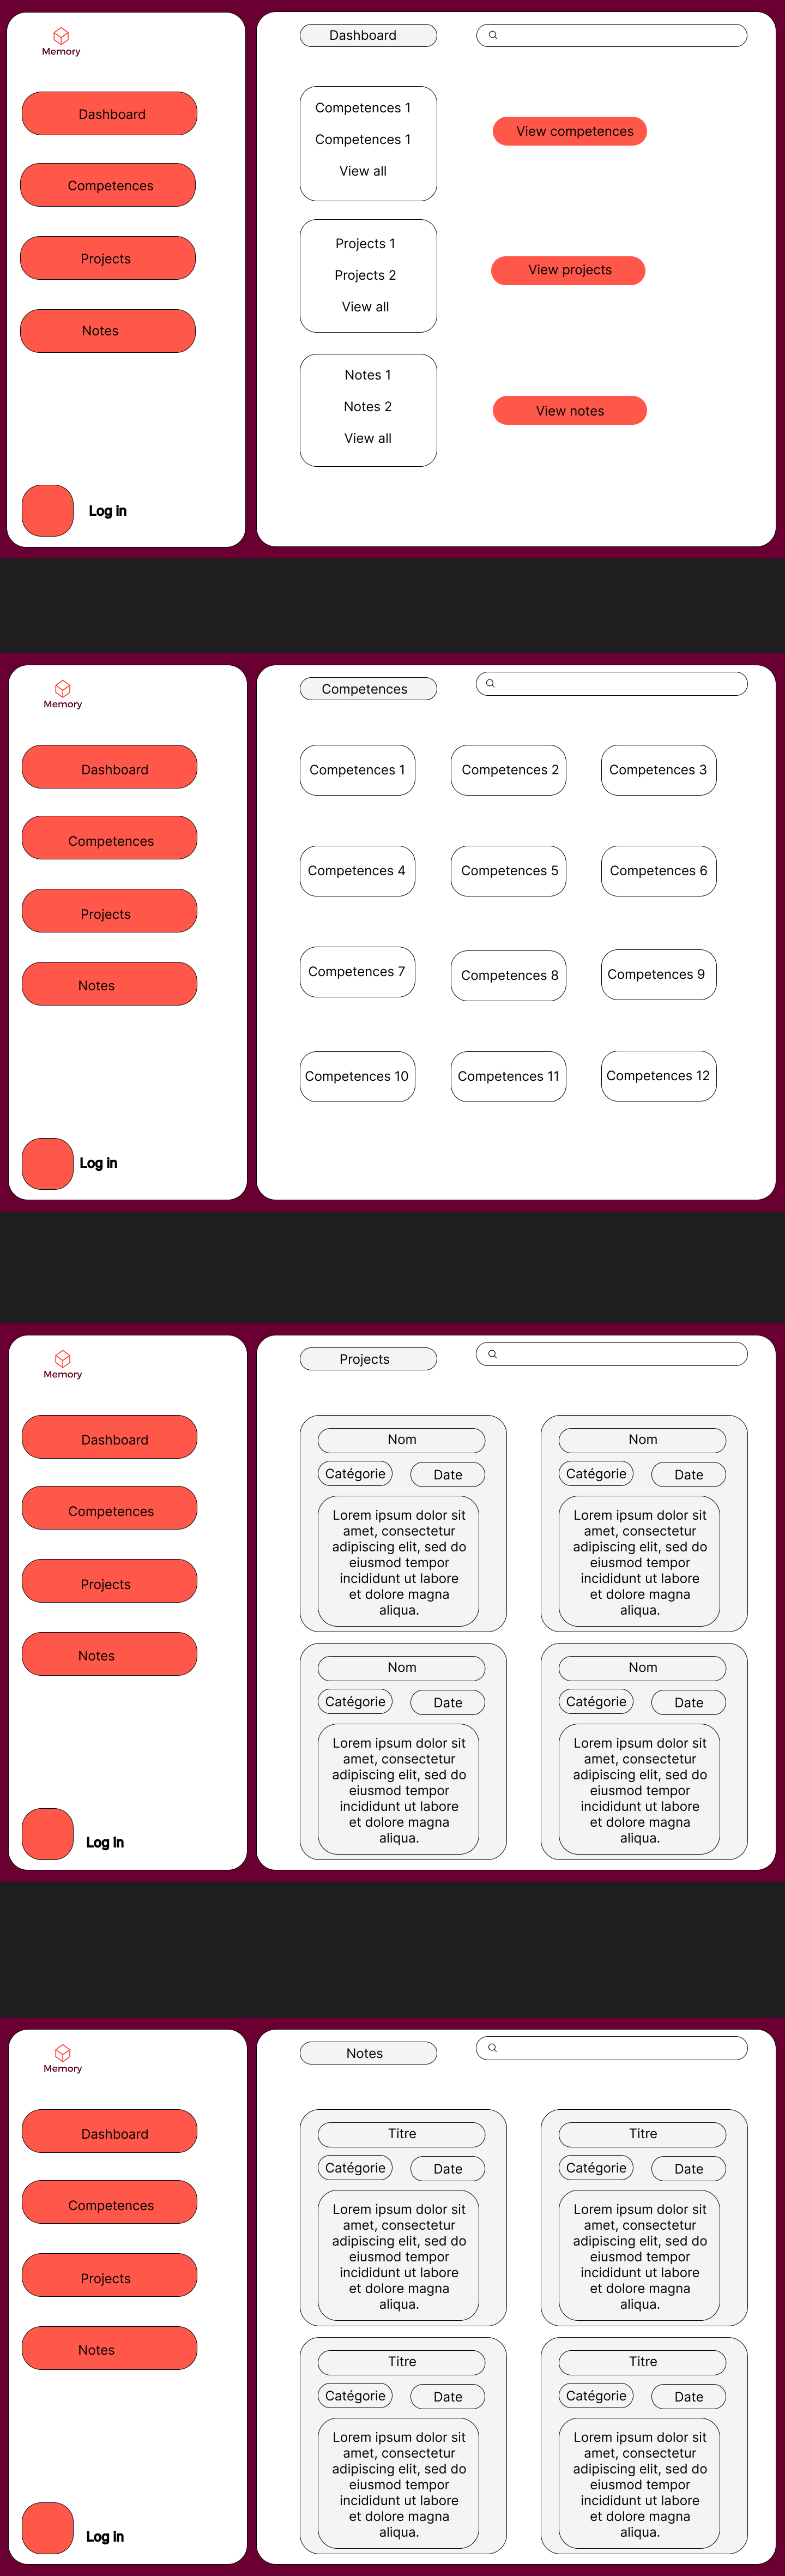 Memory
Dashboard
Competences
Projects
Notes
Log in
Dashboard
Competences 1
Competences 1
View all
View competences
Projects 1
Projects 2
View all
View projects
Notes 1
Notes 2
View all
View notes
Memory
Dashboard
Competences
Projects
Notes
Log in
Competences
Competences 1
Competences 2
Competences 3
Competences 4
Competences 5
Competences 6
Competences 7
Competences 8
Competences 9
Competences 10
Competences 11
Competences 12
Memory
Dashboard
Competences
Projects
Notes
Log in
Projects
Nom
Catégorie
Date
Lorem ipsum dolor sit
amet, consectetur
adipiscing elit, sed do
eiusmod tempor
incididunt ut labore
et dolore magna
aliqua.
Nom
Catégorie
Date
Lorem ipsum dolor sit
amet, consectetur
adipiscing elit, sed do
eiusmod tempor
incididunt ut labore
et dolore magna
aliqua.
Nom
Catégorie
Date
Lorem ipsum dolor sit
amet, consectetur
adipiscing elit, sed do
eiusmod tempor
incididunt ut labore
et dolore magna
aliqua.
Nom
Catégorie
Date
Lorem ipsum dolor sit
amet, consectetur
adipiscing elit, sed do
eiusmod tempor
incididunt ut labore
et dolore magna
aliqua.
Memory
Dashboard
Competences
Projects
Notes
Log in
Notes
Titre
Catégorie
Date
Lorem ipsum dolor sit
amet, consectetur
adipiscing elit, sed do
eiusmod tempor
incididunt ut labore
et dolore magna
aliqua.
Titre
Catégorie
Date
Lorem ipsum dolor sit
amet, consectetur
adipiscing elit, sed do
eiusmod tempor
incididunt ut labore
et dolore magna
aliqua.
Titre
Catégorie
Date
Lorem ipsum dolor sit
amet, consectetur
adipiscing elit, sed do
eiusmod tempor
incididunt ut labore
et dolore magna
aliqua.
Titre
Catégorie
Date
Lorem ipsum dolor sit
amet, consectetur
adipiscing elit, sed do
eiusmod tempor
incididunt ut labore
et dolore magna
aliqua.